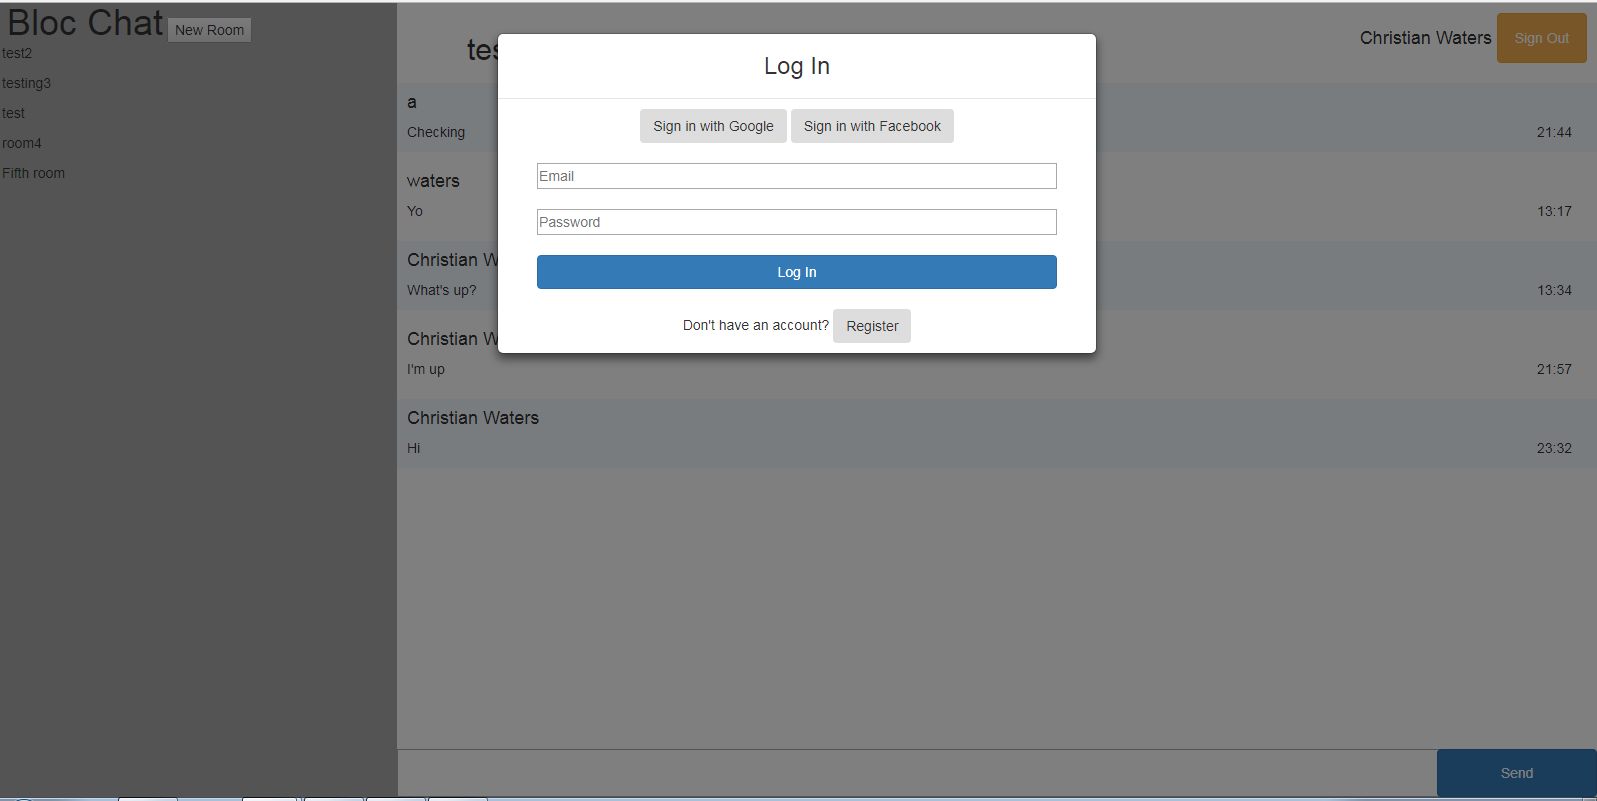 Bloc Chat New Room
test2
testing3
test
room4
Fifth room
Christian Waters Sign Out
a
Checking 21:44
waters
Yo 13:17
Christian
What's up? 13:34
Christian
I'm up 21:57
Christian Waters
Hi 23:32
Send
Log In
Sign in with Google Sign in with Facebook
Email
Password
Log In
Don't have an account? Register